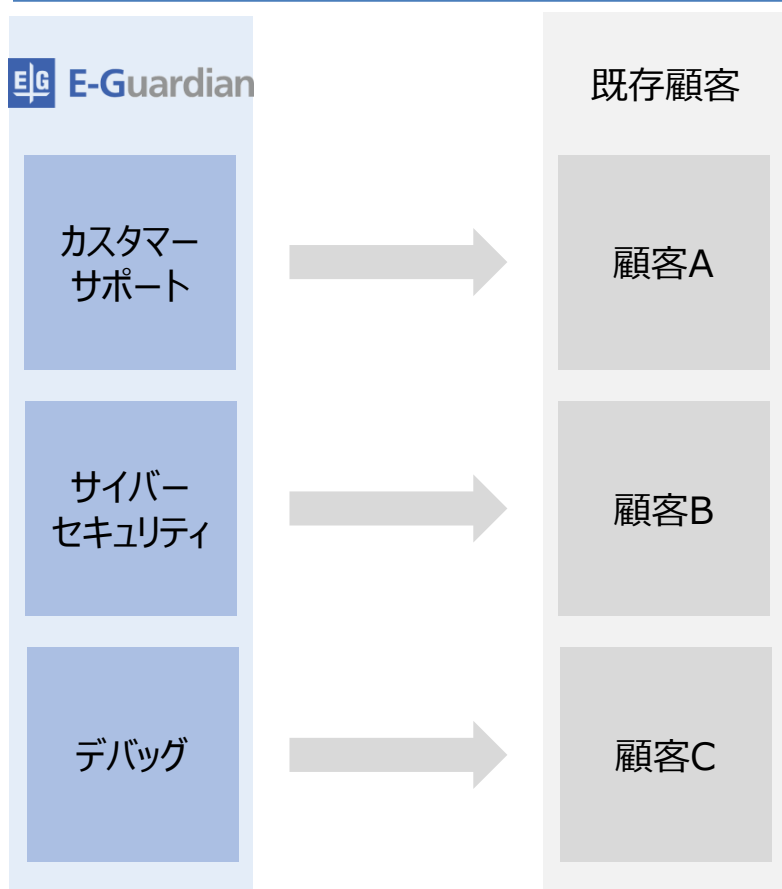 E|G E-Guardian
既存顧客
カスタマー
サポート
顧客A
サイバー
セキュリティ
顧客B
デバッグ
顧客C